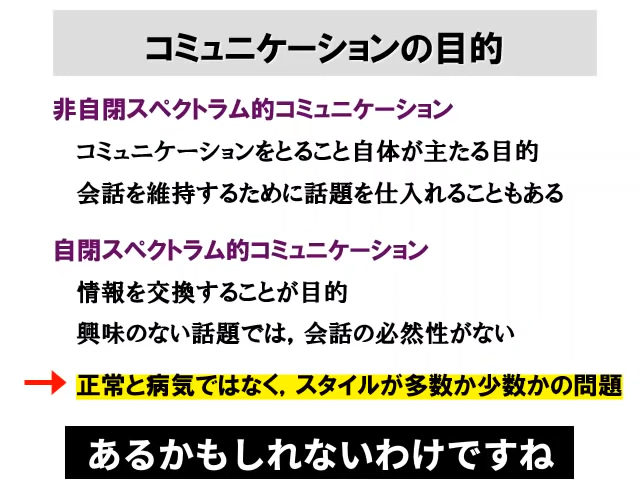 コミュニケーションの目的
非自閉スペクトラム的コミュニケーション
コミュニケーションをとること自体が主たる目的
会話を維持するために話題を仕入れることもある
自閉スペクトラム的コミュニケーション
情報を交換することが目的
興味のない話題では, 会話の必然性がない
正常と病気ではなく, スタイルが多数か少数かの問題
あるかもしれないわけですね